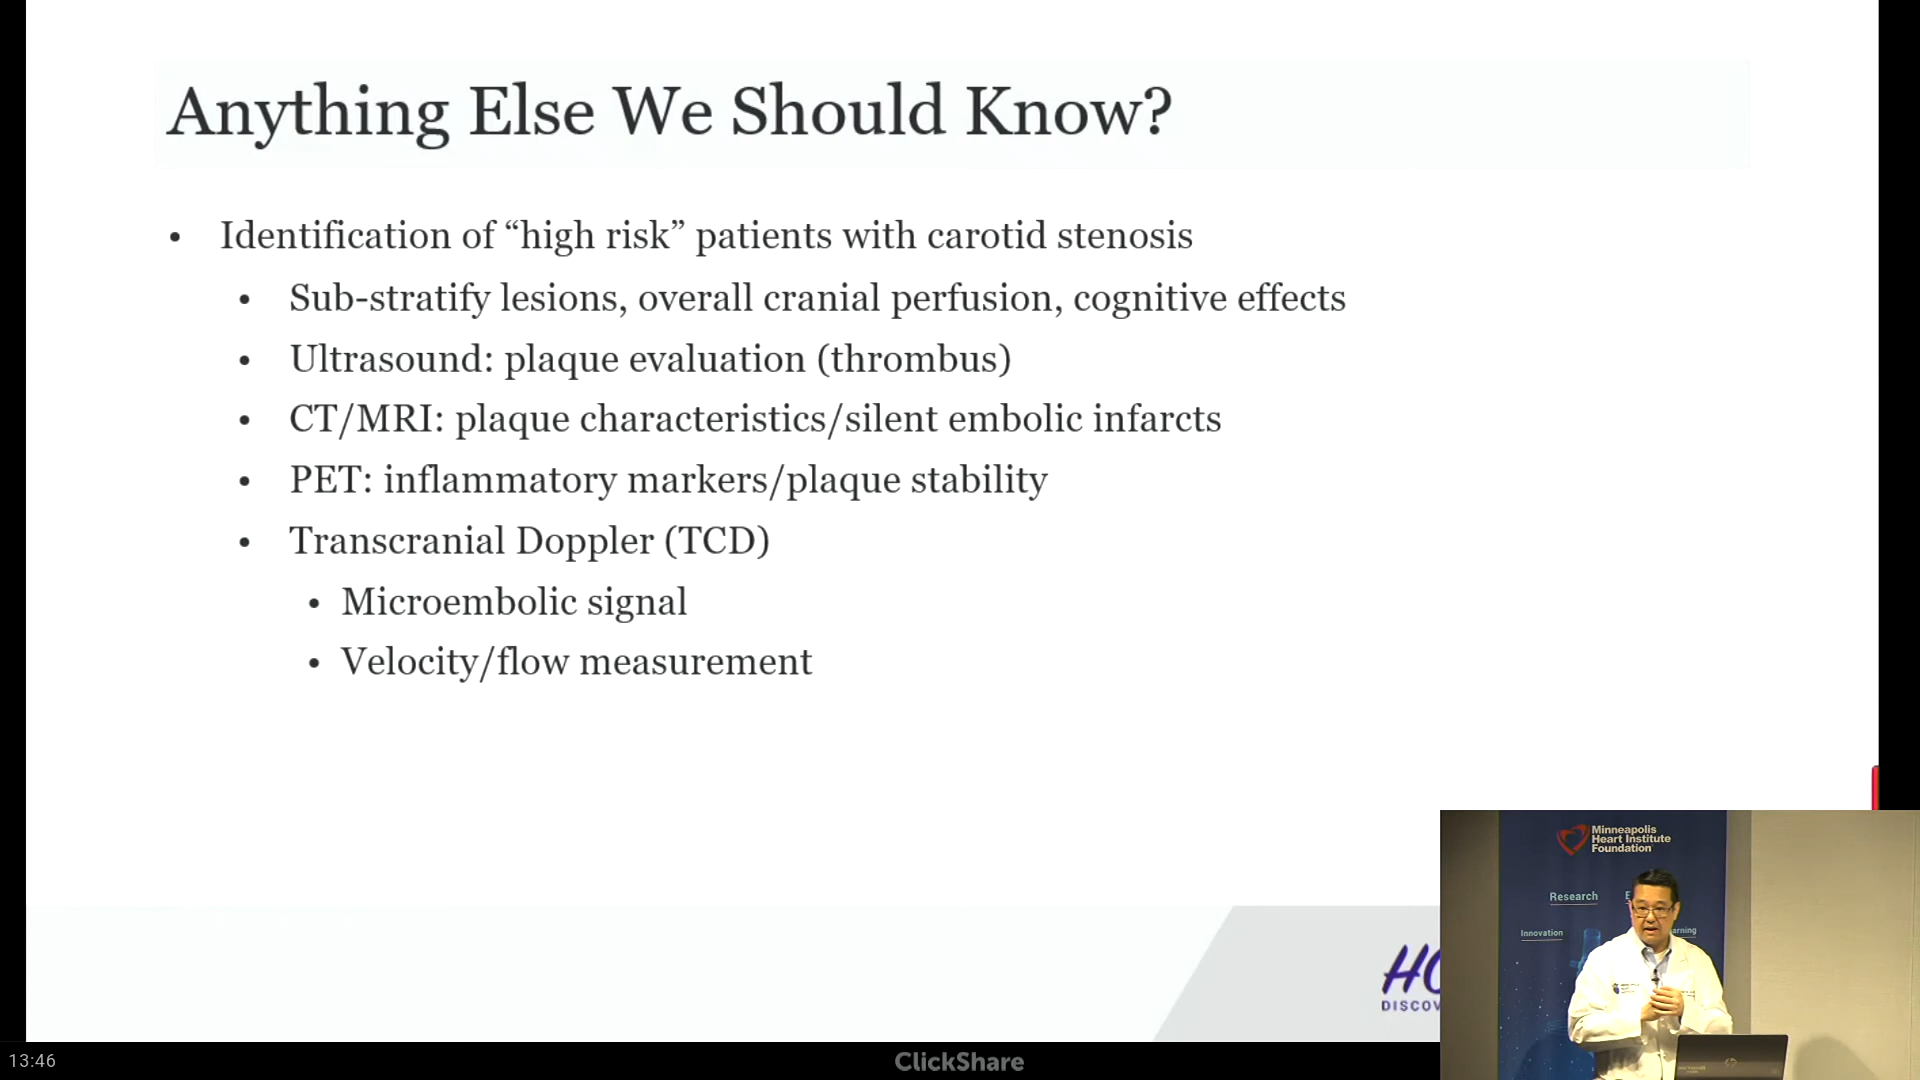 Anything Else We Should Know?
• Identification of “high risk” patients with carotid stenosis
• Sub-stratify lesions, overall cranial perfusion, cognitive effects
• Ultrasound: plaque evaluation (thrombus)
• CT/MRI: plaque characteristics/silent embolic infarcts
• PET: inflammatory markers/plaque stability
• Transcranial Doppler (TCD)
• Microembolic signal
• Velocity/flow measurement
DISCOV
Minneapolis
Heart Institute
Foundation
Research
Innovation
arning
13:46
ClickShare